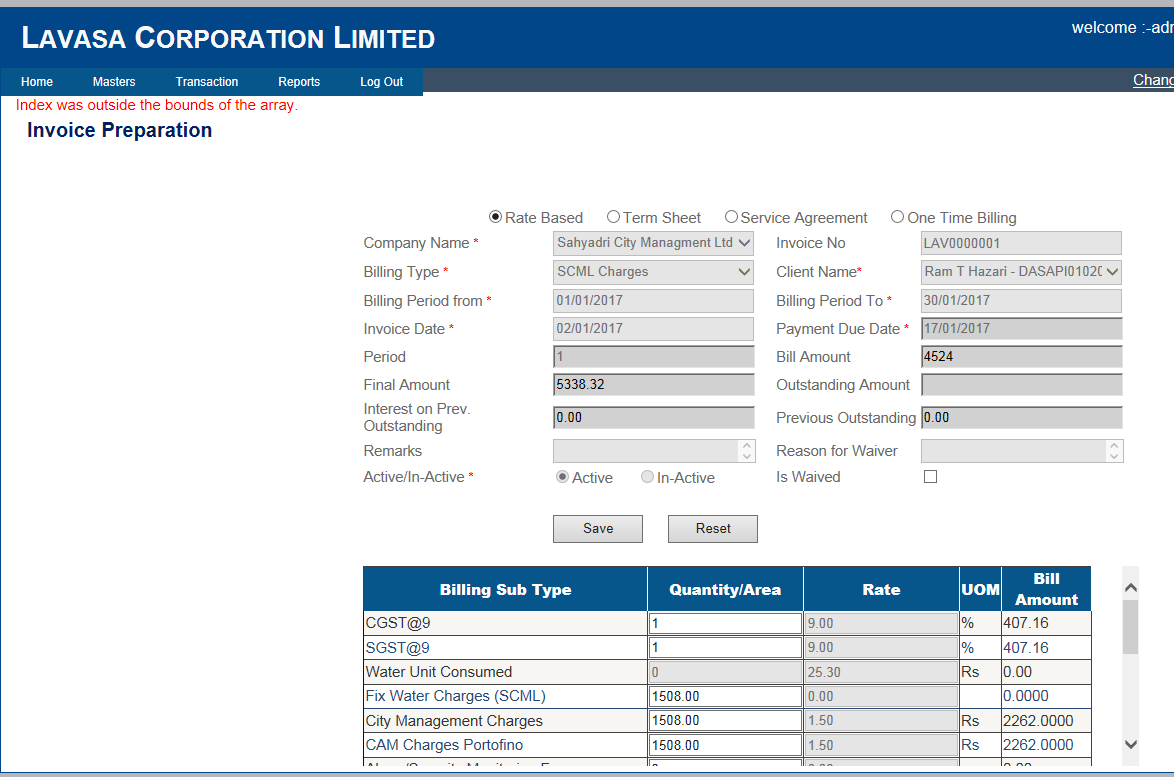 LAVASA CORPORATION LIMITED
welcome :-adr
Home Masters Transaction Reports Log Out
Chang
Index was outside the bounds of the array.
Invoice Preparation
Rate Based Term Sheet Service Agreement One Time Billing
Company Name * Sahyadri City Managment Ltd Invoice No LAV0000001
Billing Type * SCML Charges Client Name* Ram T Hazari - DASAPI0102
Billing Period from * 01/01/2017 Billing Period To * 30/01/2017
Invoice Date * 02/01/2017 Payment Due Date * 17/01/2017
Period 1 Bill Amount 4524
Final Amount 5338.32 Outstanding Amount
Interest on Prev.
Outstanding 0.00 Previous Outstanding 0.00
Remarks Reason for Waiver
Active/In-Active * Active In-Active Is Waived
Save Reset
Billing Sub Type Quantity/Area Rate UOM Bill
Amount
CGST@9 1 9.00 % 407.16
SGST@9 1 9.00 % 407.16
Water Unit Consumed 0 25.30 Rs 0.00
Fix Water Charges (SCML) 1508.00 0.00 0.0000
City Management Charges 1508.00 1.50 Rs 2262.0000
CAM Charges Portofino 1508.00 1.50 Rs 2262.0000